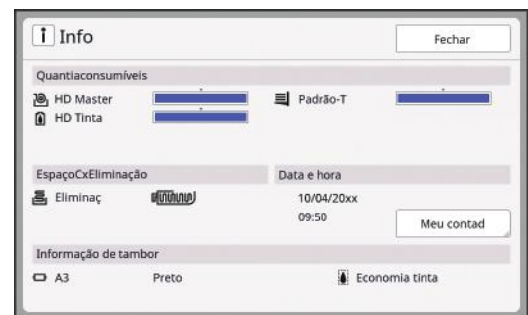 i Info
Fechar
Quantiaconsumíveis
HD Master
Padrão-T
HD Tinta
EspaçoCxEliminação
Data e hora
Eliminaç
10/04/20xx
09:50
Meu contad
Informação de tambor
A3 Preto Economia tinta